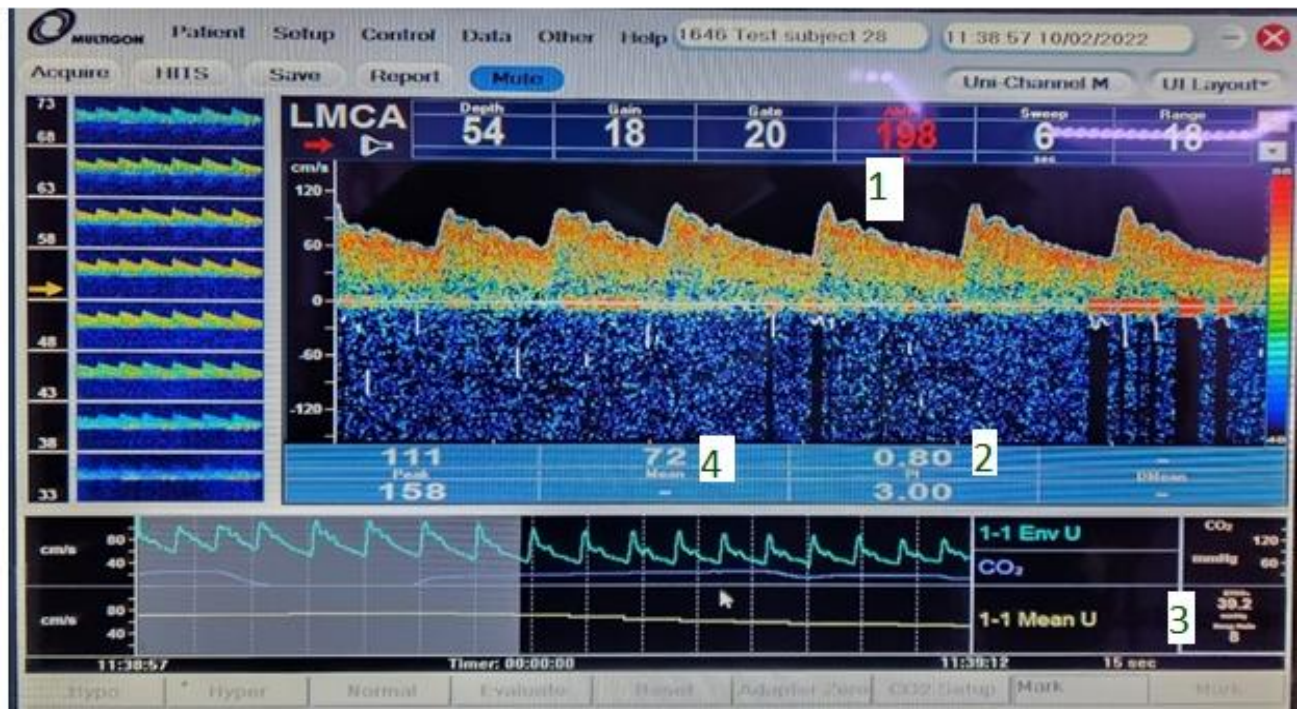 MULTIGON Patient Setup Control Data Other Help 1646 Test subject 28 11:38:57 10/02/2022
Acquire HITS Save Report Mute Uni-Channel M UI Layout
LMCA
Depth Gain Gate Sweep Range
54 18 20 198 6 18
sec
1
cm/s
120
60
0
-60
-120
73
68
63
58
48
43
38
33
111 72 4 0.80 2 -
Peak Mean PI DMean
158 - 3.00 -
cm/s 80 40
1-1 Env U
CO₂
CO₂ 120
mmHg 60
cm/s 80 40
1-1 Mean U
3
39.2
8
11:38:57 Timer: 00:00:00 11:39:12 15 sec
Hypo Hyper Normal Evaluate Reset Adapter Zero CO2 Setup Mark Mark